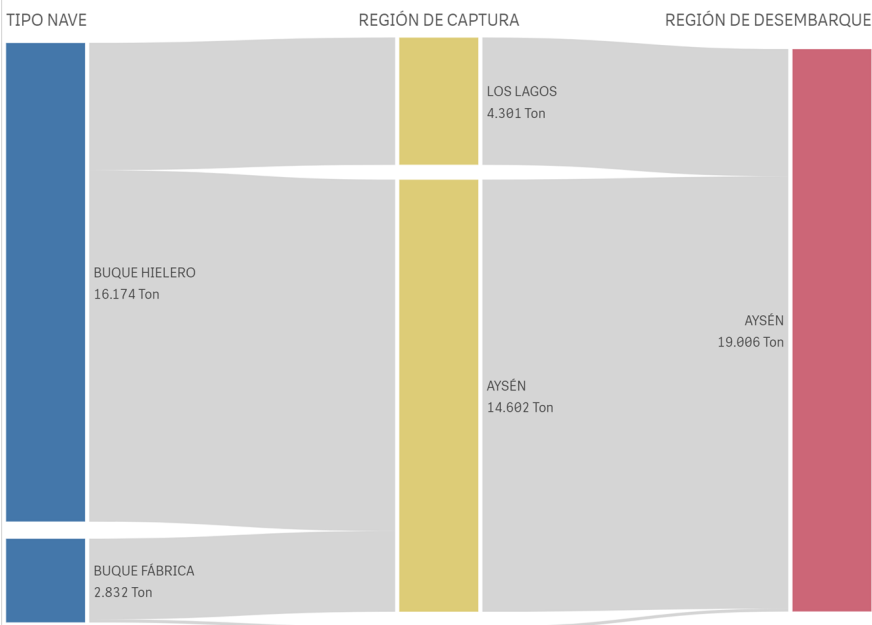 TIPO NAVE
REGIÓN DE CAPTURA
REGIÓN DE DESEMBARQUE
LOS LAGOS
4.301 Ton
BUQUE HIELERO
16.174 Ton
AYSÉN
19.006 Ton
AYSÉN
14.602 Ton
BUQUE FÁBRICA
2.832 Ton